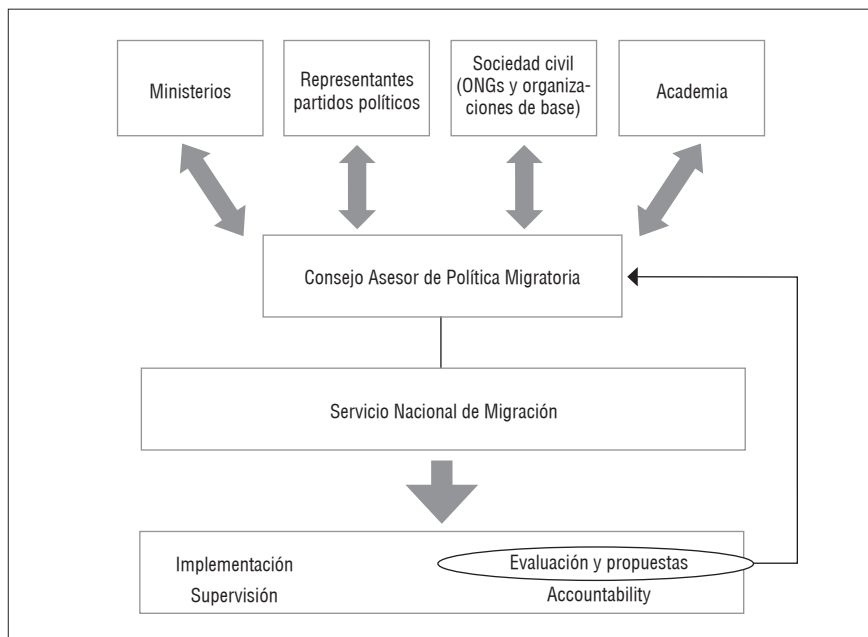 Ministerios
Representantes
partidos políticos
Sociedad civil
(ONGs y organiza-
ciones de base)
Academia
Consejo Asesor de Política Migratoria
Servicio Nacional de Migración
Implementación
Evaluación y propuestas
Supervisión
Accountability